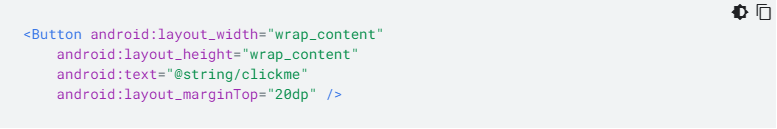 <Button android:layout_width="wrap_content"
android:layout_height="wrap_content"
android:text="@string/clickme"
android:layout_marginTop="20dp" />